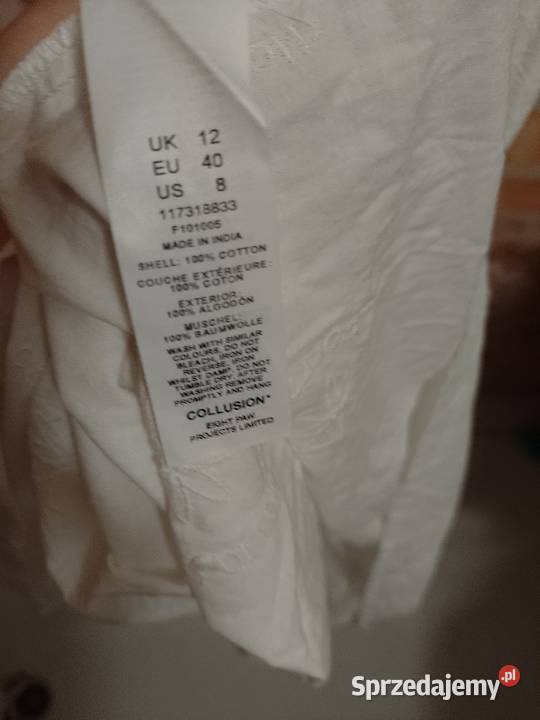 UK 12
EU 40
US 8
117318833
F101005
MADE IN INDIA
SHELL: 100% COTTON
COUCHE EXTÉRIEURE:
100% COTON
EXTERIOR:
100% ALGODÓN
MUSCHEL:
100% BAUMWOLLE
WASH WITH SIMILAR
COLOURS, DO NOT
BLEACH, IRON ON
REVERSE, IRON
WHILST DAMP, DO NOT
TUMBLE DRY, AFTER
WASHING REMOVE
PROMPTLY AND HANG
COLLUSION
EIGHT PAW
PROJECTS LIMITED
Sprzedajemy.pl